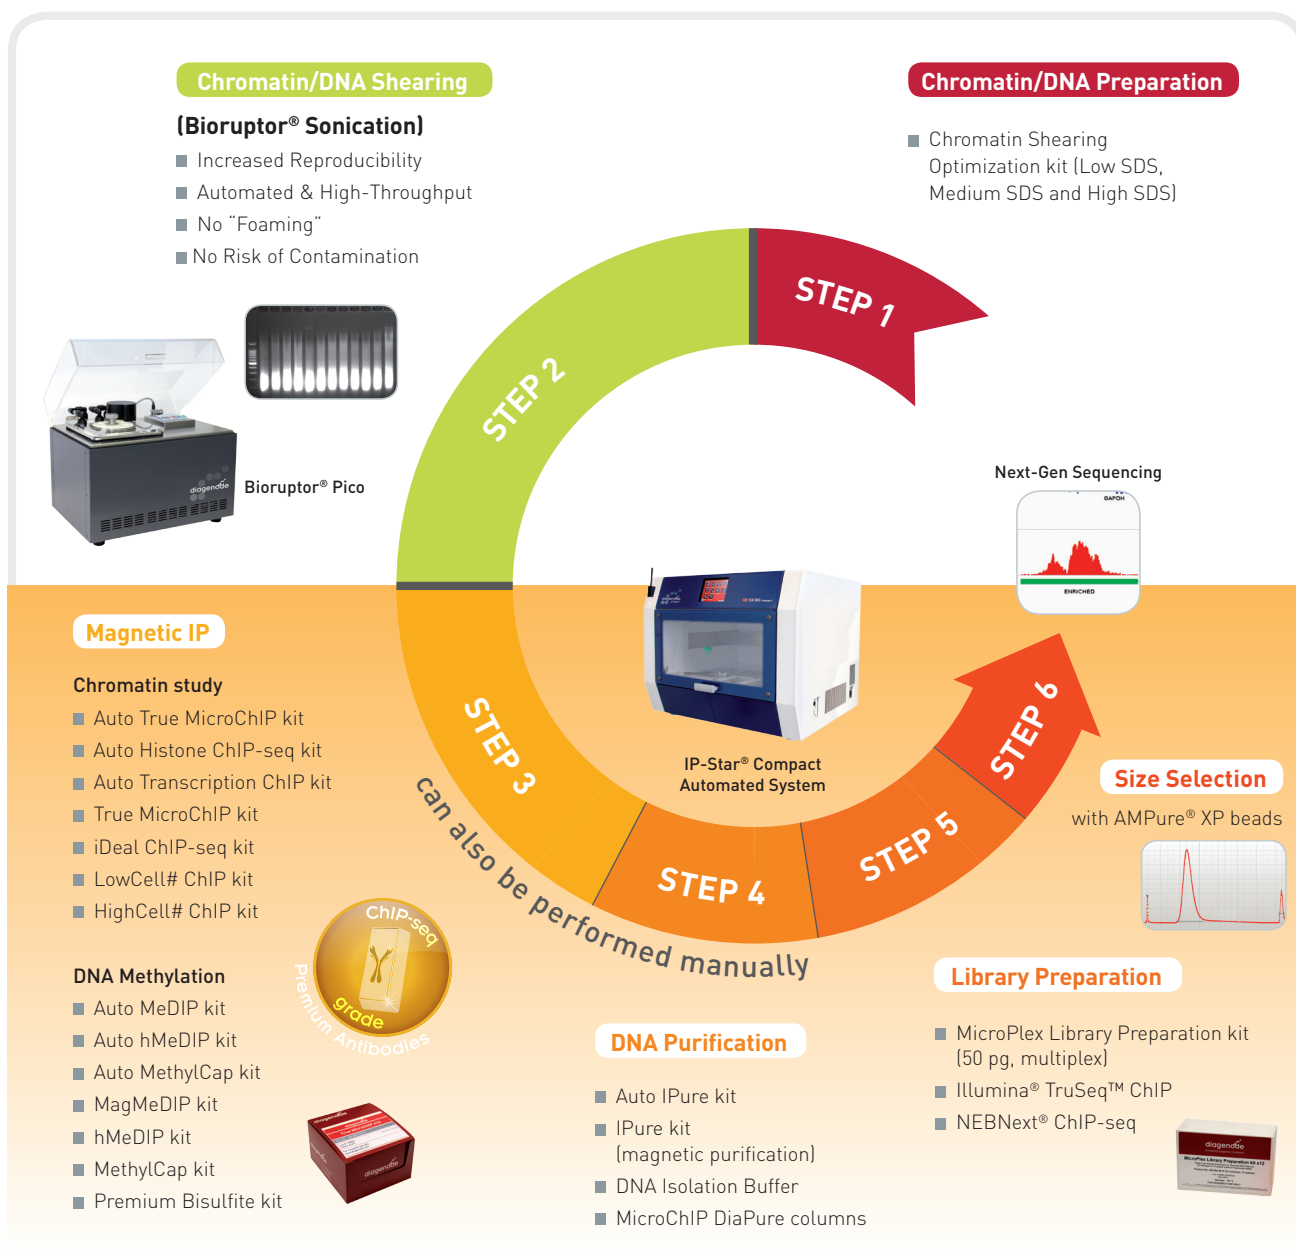 Chromatin/DNA Shearing
(Bioruptor® Sonication)
Increased Reproducibility
Automated & High-Throughput
No “Foaming”
No Risk of Contamination
Chromatin/DNA Preparation
Chromatin Shearing
Optimization kit (Low SDS,
Medium SDS and High SDS)
STEP 1
STEP 2
diagenode
Bioruptor® Pico
Next-Gen Sequencing
GAPDH
ENRICHED
Magnetic IP
Chromatin study
Auto True MicroChIP kit
Auto Histone ChIP-seq kit
Auto Transcription ChIP kit
True MicroChIP kit
iDeal ChIP-seq kit
LowCell# ChIP kit
HighCell# ChIP kit
STEP 3
diagenode
IP-Star® Compact
Automated System
STEP 6
Size Selection
with AMPure® XP beads
STEP 5
STEP 4
can also be performed manually
ChIP-seq
grade
Premium Antibodies
DNA Methylation
Auto MeDIP kit
Auto hMeDIP kit
Auto MethylCap kit
MagMeDIP kit
hMeDIP kit
MethylCap kit
Premium Bisulfite kit
diagenode
diagenode
DNA Purification
Auto IPure kit
IPure kit
(magnetic purification)
DNA Isolation Buffer
MicroChIP DiaPure columns
Library Preparation
MicroPlex Library Preparation kit
(50 pg, multiplex)
Illumina® TruSeq™ ChIP
NEBNext® ChIP-seq
diagenode
MicroPlex Library Preparation kit x12